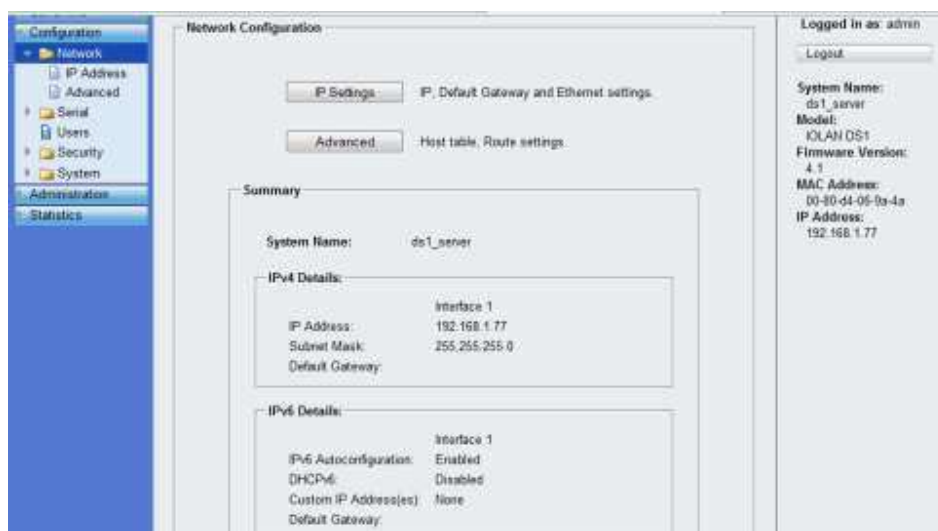 Configuration
Network
IP Address
Advanced
Serial
Users
Security
System
Administration
Statistics
Network Configuration
IP Settings
IP, Default Gateway and Ethernet settings.
Advanced
Host table, Route settings
Summary
System Name: ds1_server
IPv4 Details:
Interface 1
IP Address: 192.168.1.77
Subnet Mask: 255.255.255.0
Default Gateway:
IPv6 Details:
Interface 1
IPv6 Autoconfiguration: Enabled
DHCPv6: Disabled
Custom IP Address(es): None
Default Gateway:
Logged in as: admin
Logout
System Name:
ds1_server
Model:
IOLAN DS1
Firmware Version:
4.1
MAC Address:
00-80-d4-06-9a-4a
IP Address:
192.168.1.77